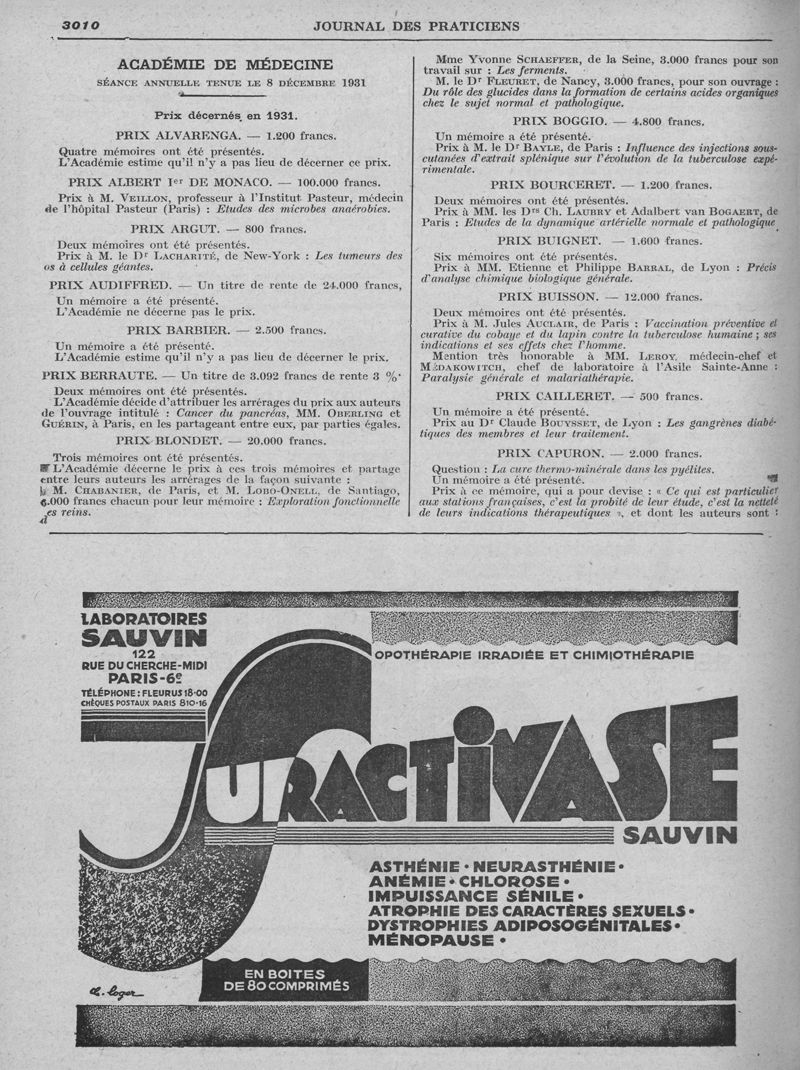 3010
JOURNAL DES PRATICIENS
ACADÉMIE DE MÉDECINE
SÉANCE ANNUELLE TENUE LE 8 DÉCEMBRE 1931
Prix décernés en 1931.
PRIX ALVARENGA. — 1.200 francs.
Quatre mémoires ont été présentés.
L'Académie estime qu'il n'y a pas lieu de décerner ce prix.
PRIX ALBERT Ier DE MONACO. — 100.000 francs.
Prix à M. VEILLON, professeur à l'Institut Pasteur, médecin
de l'hôpital Pasteur (Paris) : Etudes des microbes anaérobies.
PRIX ARGUT. — 800 francs.
Deux mémoires ont été présentés.
Prix à M. le Dr LACHARITÉ, de New-York : Les tumeurs des
os à cellules géantes.
PRIX AUDIFFRED. — Un titre de rente de 24.000 francs,
Un mémoire a été présenté.
L'Académie ne décerne pas le prix.
PRIX BARBIER. — 2.500 francs.
Un mémoire a été présenté.
L'Académie estime qu'il n'y a pas lieu de décerner le prix.
PRIX BERRAUTE. — Un titre de 3.092 francs de rente 3 %.
Deux mémoires ont été présentés.
L'Académie décide d'attribuer les arrérages du prix aux auteurs
de l'ouvrage intitulé : Cancer du pancréas, MM. OBERLING et
GUÉRIN, à Paris, en les partageant entre eux, par parties égales.
PRIX BLONDET. — 20.000 francs.
Trois mémoires ont été présentés.
L'Académie décerne le prix à ces trois mémoires et partage
entre leurs auteurs les arrérages de la façon suivante :
M. CHABANIER, de Paris, et M. LOBO-ONELL, de Santiago,
6.000 francs chacun pour leur mémoire : Exploration fonctionnelle
des reins.
Mme Yvonne SCHAEFFER, de la Seine, 3.000 francs pour son
travail sur : Les ferments.
M. le Dr FLEURET, de Nancy, 3.000 francs, pour son ouvrage :
Du rôle des glucides dans la formation de certains acides organiques
chez le sujet normal et pathologique.
PRIX BOGGIO. — 4.800 francs.
Un mémoire a été présenté.
Prix à M. le Dr BAYLE, de Paris : Influence des injections sous-
cutanées d'extrait splénique sur l'évolution de la tuberculose expé-
rimentale.
PRIX BOURCERET. — 1.200 francs.
Deux mémoires ont été présentés.
Prix à MM. les Drs Ch. LAUBRY et Adalbert van BOGAERT, de
Paris : Etudes de la dynamique artérielle normale et pathologique
PRIX BUIGNET. — 1.600 francs.
Six mémoires ont été présentés.
Prix à MM. Etienne et Philippe BARRAL, de Lyon : Précis
d'analyse chimique biologique générale.
PRIX BUISSON. — 12.000 francs.
Deux mémoires ont été présentés.
Prix à M. Jules AUCLAIR, de Paris : Vaccination préventive et
curative du cobaye et du lapin contre la tuberculose humaine ; ses
indications et ses effets chez l'homme.
Mention très honorable à MM. LEROY, médecin-chef et
MÉDAKOWITCH, chef de laboratoire à l'Asile Sainte-Anne :
Paralysie générale et malariathérapie.
PRIX CAILLERET. — 500 francs.
Un mémoire a été présenté.
Prix au Dr Claude BOUYSSET, de Lyon : Les gangrènes diabé-
tiques des membres et leur traitement.
PRIX CAPURON. — 2.000 francs.
Question : La cure thermo-minérale dans les pyélites.
Un mémoire a été présenté.
Prix à ce mémoire, qui a pour devise : « Ce qui est particulier
aux stations françaises, c'est la probité de leur étude, c'est la netteté
de leurs indications thérapeutiques », et dont les auteurs sont :
LABORATOIRES
SAUVIN
122
RUE DU CHERCHE-MIDI
PARIS-6e
TÉLÉPHONE : FLEURUS 18-00
CHÈQUES POSTAUX PARIS 810-16
OPOTHÉRAPIE IRRADIÉE ET CHIMIOTHÉRAPIE
SURACTIVASE
SAUVIN
ASTHÉNIE • NEURASTHÉNIE •
ANÉMIE • CHLOROSE •
IMPUISSANCE SÉNILE •
ATROPHIE DES CARACTÈRES SEXUELS •
DYSTROPHIES ADIPOSOGÉNITALES •
MÉNOPAUSE •
EN BOITES
DE 80 COMPRIMÉS
Ch. Loger